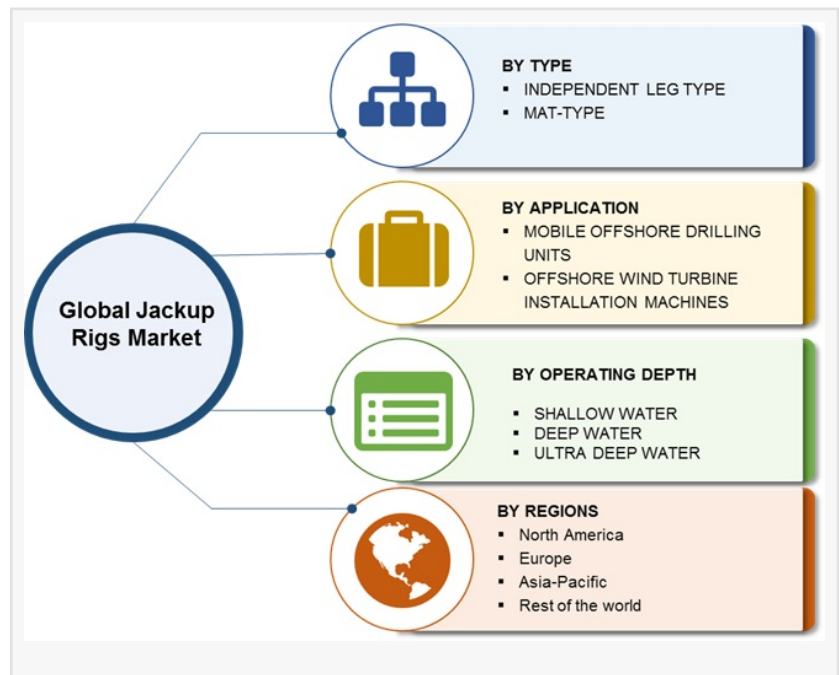 Global Jackup
Rigs Market
BY TYPE
▪ INDEPENDENT LEG TYPE
▪ MAT-TYPE
BY APPLICATION
▪ MOBILE OFFSHORE DRILLING
UNITS
▪ OFFSHORE WIND TURBINE
INSTALLATION MACHINES
BY OPERATING DEPTH
▪ SHALLOW WATER
▪ DEEP WATER
▪ ULTRA DEEP WATER
BY REGIONS
▪ North America
▪ Europe
▪ Asia-Pacific
▪ Rest of the world